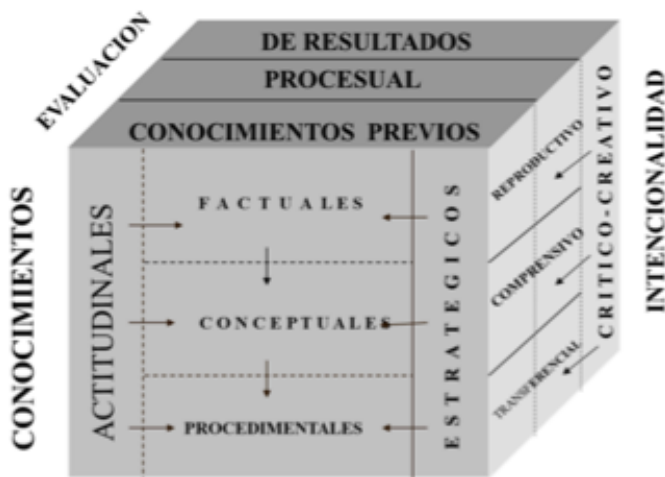 EVALUACION
DE RESULTADOS
PROCESUAL
CONOCIMIENTOS PREVIOS
CONOCIMIENTOS
ACTITUDINALES
FACTUALES
CONCEPTUALES
PROCEDIMENTALES
ESTRATEGICOS
REPRODUCTIVO
COMPRENSIVO
TRANSFERENCIAL
CRITICO-CREATIVO
INTENCIONALIDAD